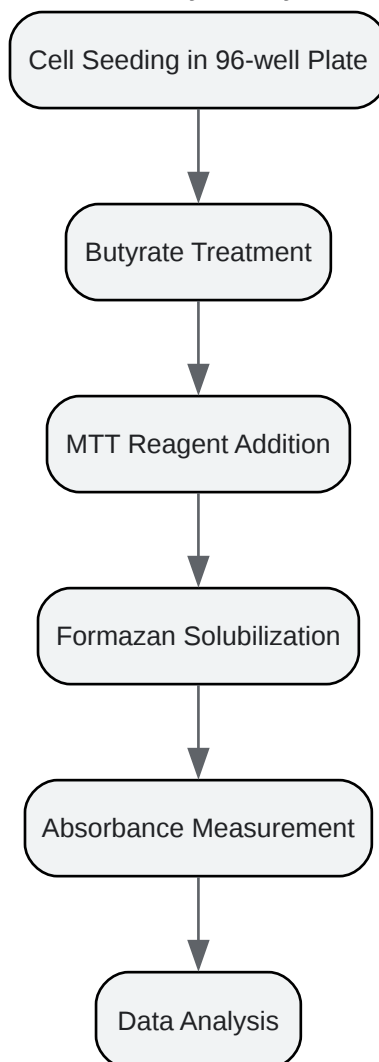 Cell Seeding in 96-well Plate
Butyrate Treatment
MTT Reagent Addition
Formazan Solubilization
Absorbance Measurement
Data Analysis